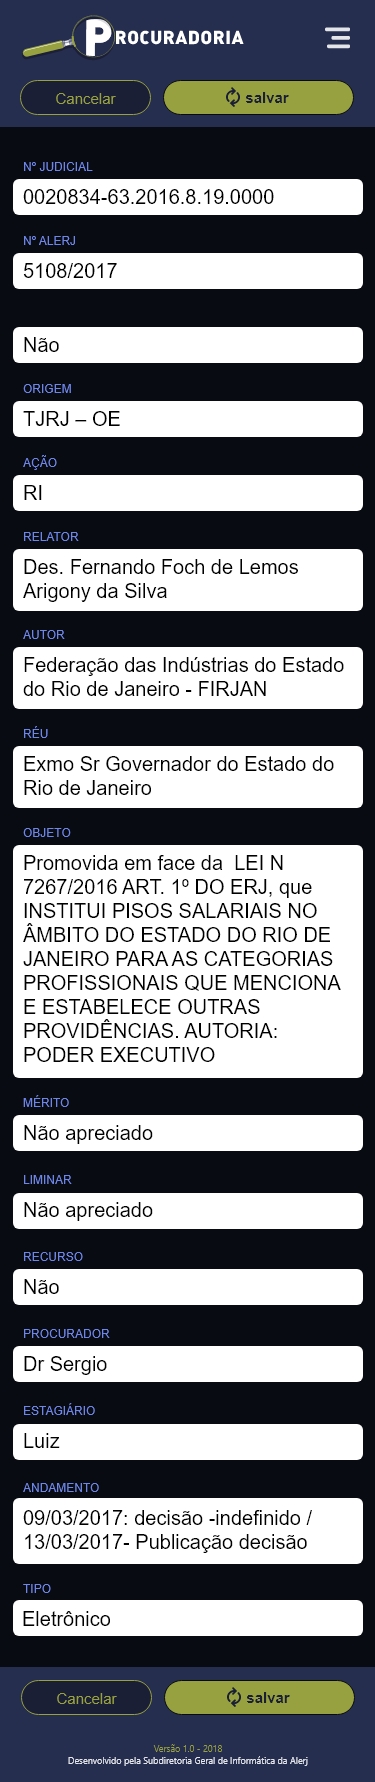 PROCURADORIA
Cancelar
salvar
Nº JUDICIAL
0020834-63.2016.8.19.0000
Nº ALERJ
5108/2017
Não
ORIGEM
TJRJ – OE
AÇÃO
RI
RELATOR
Des. Fernando Foch de Lemos
Arigony da Silva
AUTOR
Federação das Indústrias do Estado
do Rio de Janeiro - FIRJAN
RÉU
Exmo Sr Governador do Estado do
Rio de Janeiro
OBJETO
Promovida em face da  LEI N
7267/2016 ART. 1º DO ERJ, que
INSTITUI PISOS SALARIAIS NO
ÂMBITO DO ESTADO DO RIO DE
JANEIRO PARA AS CATEGORIAS
PROFISSIONAIS QUE MENCIONA
E ESTABELECE OUTRAS
PROVIDÊNCIAS. AUTORIA:
PODER EXECUTIVO
MÉRITO
Não apreciado
LIMINAR
Não apreciado
RECURSO
Não
PROCURADOR
Dr Sergio
ESTAGIÁRIO
Luiz
ANDAMENTO
09/03/2017: decisão -indefinido /
13/03/2017- Publicação decisão
TIPO
Eletrônico
Cancelar
salvar
Versão 1.0 - 2018
Desenvolvido pela Subdiretoria Geral de Informática da Alerj